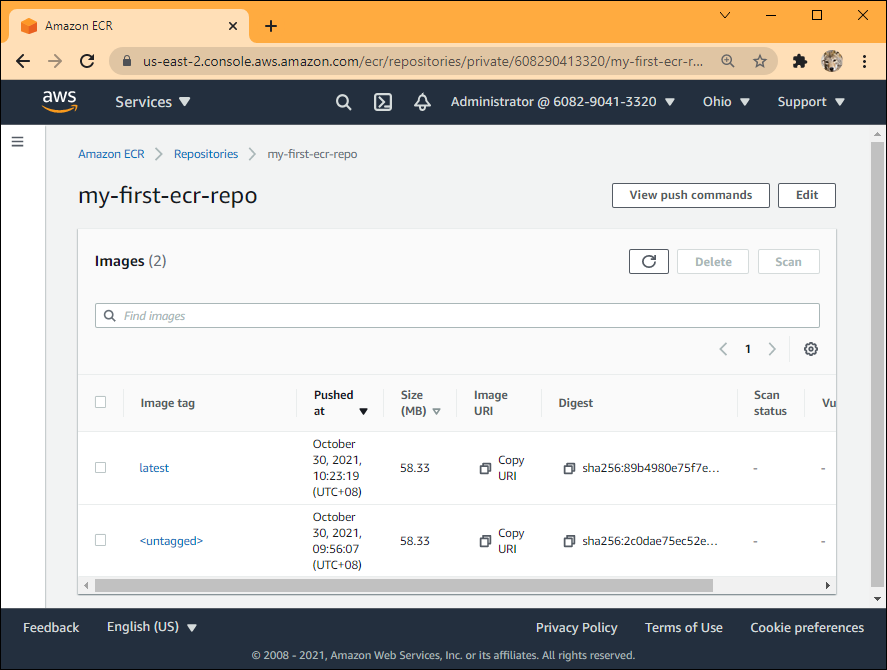 Amazon ECR
us-east-2.console.aws.amazon.com/ecr/repositories/private/608290413320/my-first-ecr-r...
aws Services Administrator @ 6082-9041-3320 Ohio Support
Amazon ECR Repositories my-first-ecr-repo
my-first-ecr-repo View push commands Edit
Images (2) Delete Scan
Find images
1
Image tag Pushed at Size (MB) Image URI Digest Scan status Vu
latest October 30, 2021, 10:23:19 (UTC+08) 58.33 Copy URI sha256:89b4980e75f7e... - -
<untagged> October 30, 2021, 09:56:07 (UTC+08) 58.33 Copy URI sha256:2c0dae75ec52e... - -
Feedback English (US) Privacy Policy Terms of Use Cookie preferences
© 2008 - 2021, Amazon Web Services, Inc. or its affiliates. All rights reserved.